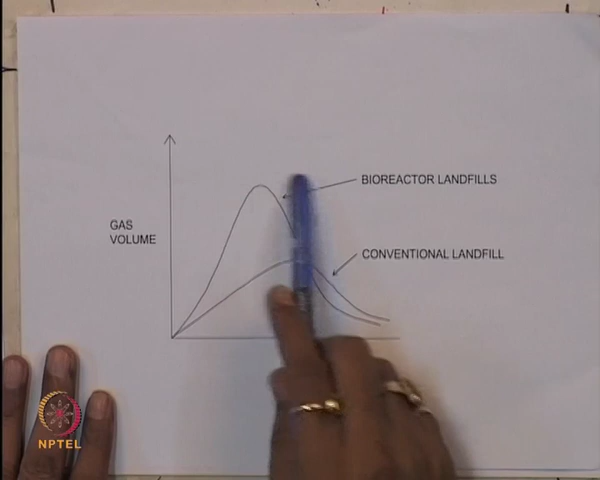 BIOREACTOR LANDFILLS
GAS
VOLUME
CONVENTIONAL LANDFILL
NPTEL